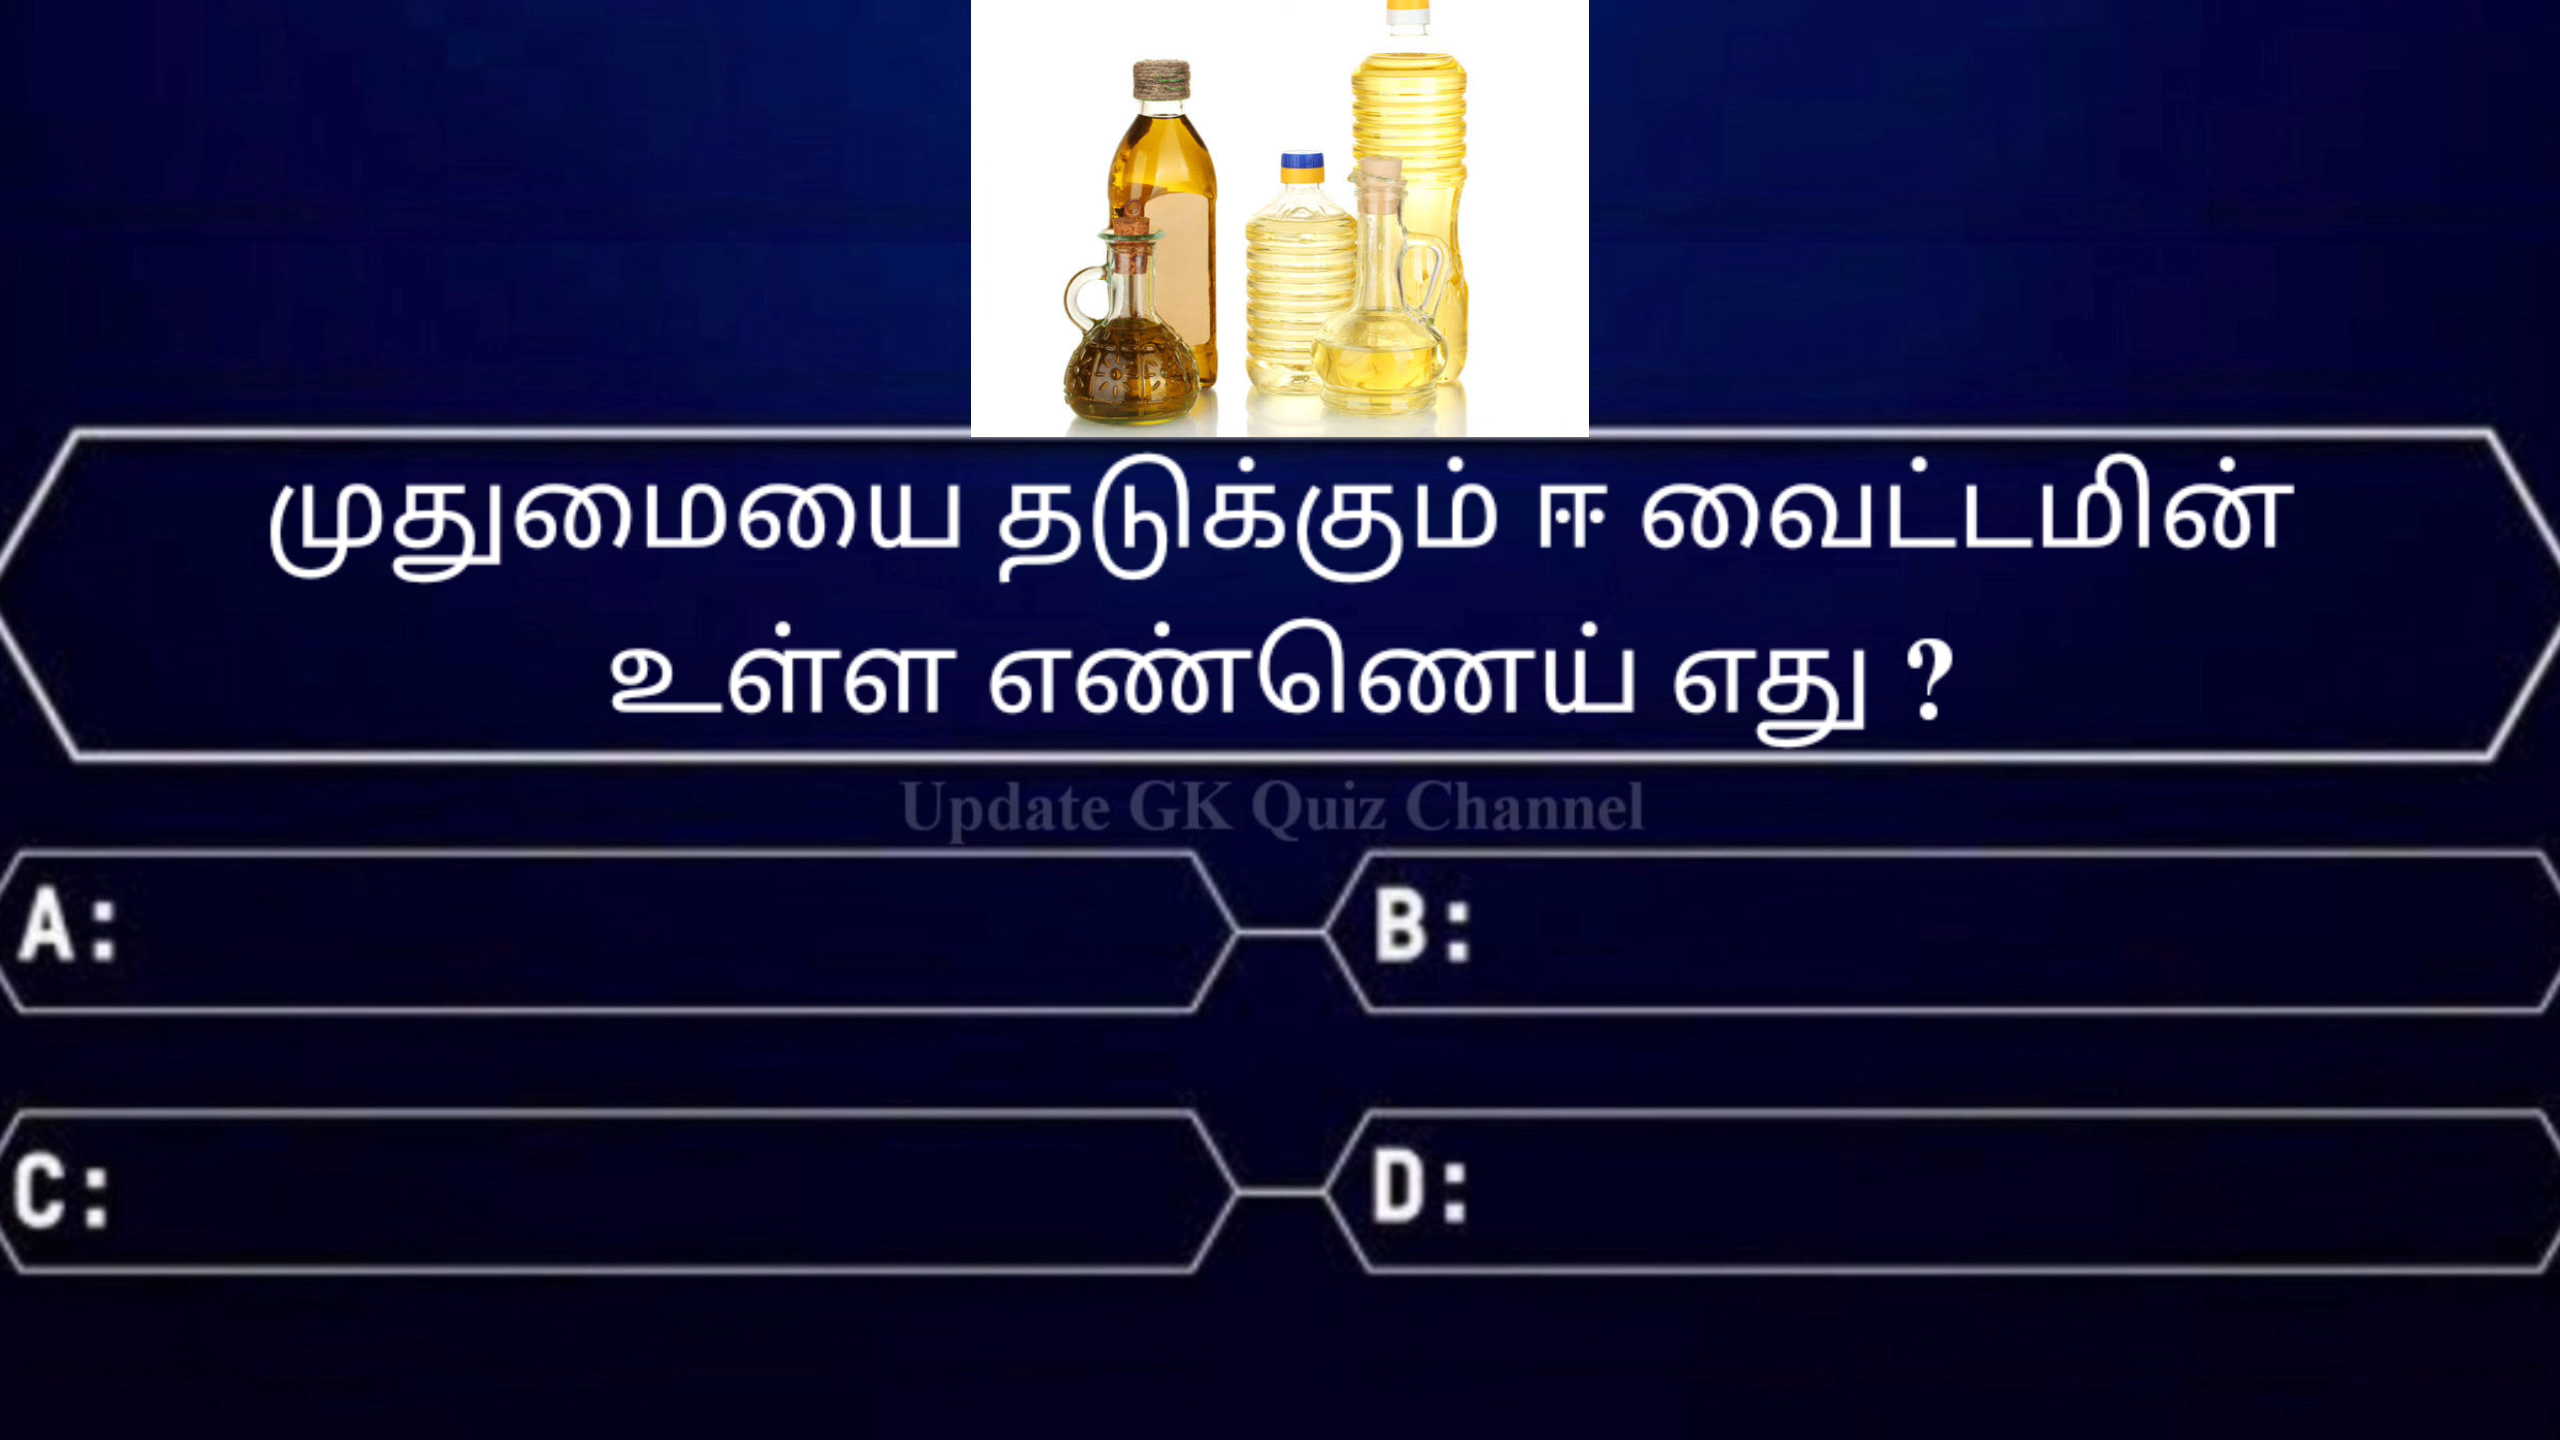 முதுமையை தடுக்கும் ஈ வைட்டமின்
உள்ள எண்ணெய் எது ?
Update GK Quiz Channel
A:
B:
C:
D: